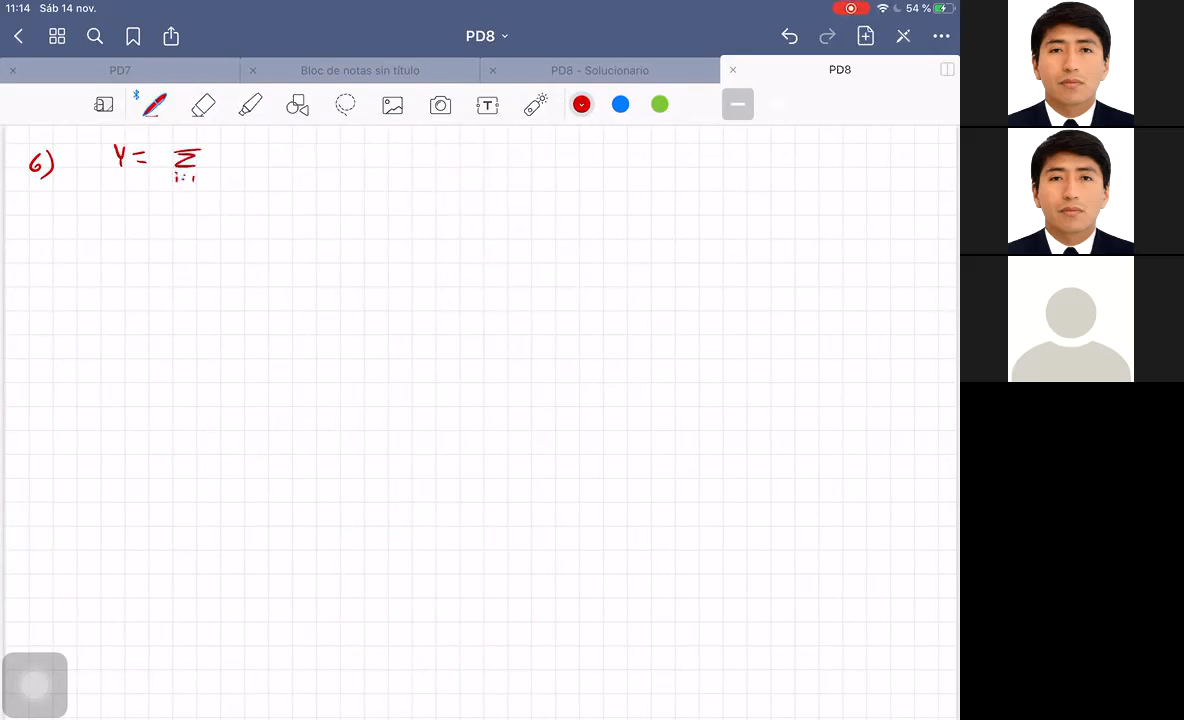 11:14 Sáb 14 nov. 54 %
PD8
PD7 Bloc de notas sin título PD8 - Solucionario PD8
6) Y = Σ
i=1